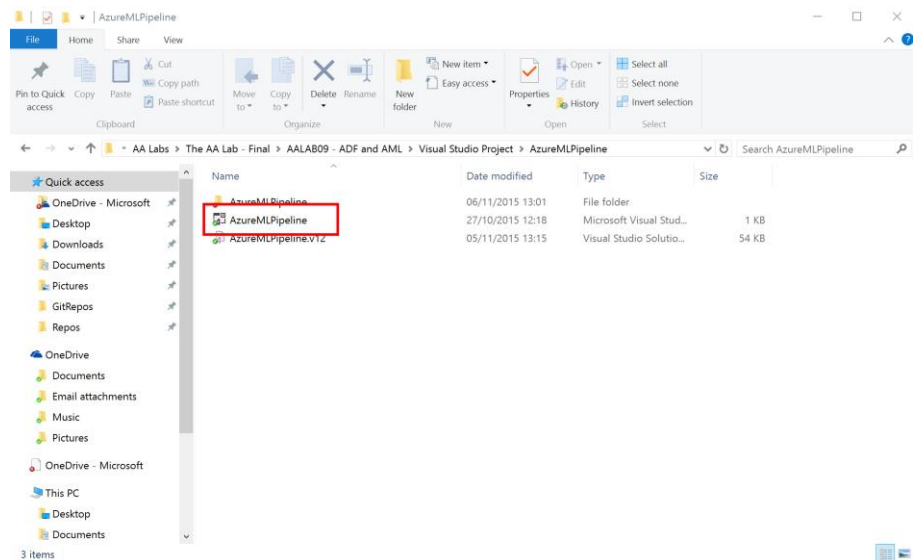 AzureMLPipeline
File Home Share View
Pin to Quick access
Copy
Paste
Cut
Copy path
Paste shortcut
Clipboard
Move to
Copy to
Delete
Rename
Organize
New folder
New item
Easy access
New
Properties
Open
Edit
History
Open
Select all
Select none
Invert selection
Select
AA Labs > The AA Lab - Final > AALAB09 - ADF and AML > Visual Studio Project > AzureMLPipeline
Search AzureMLPipeline
Name Date modified Type Size
AzureMLPipeline 06/11/2015 13:01 File folder
AzureMLPipeline 27/10/2015 12:18 Microsoft Visual Stud... 1 KB
AzureMLPipeline.v12 05/11/2015 13:15 Visual Studio Solutio... 54 KB
Quick access
OneDrive - Microsoft
Desktop
Downloads
Documents
Pictures
GitRepos
Repos
OneDrive
Documents
Email attachments
Music
Pictures
OneDrive - Microsoft
This PC
Desktop
Documents
3 items